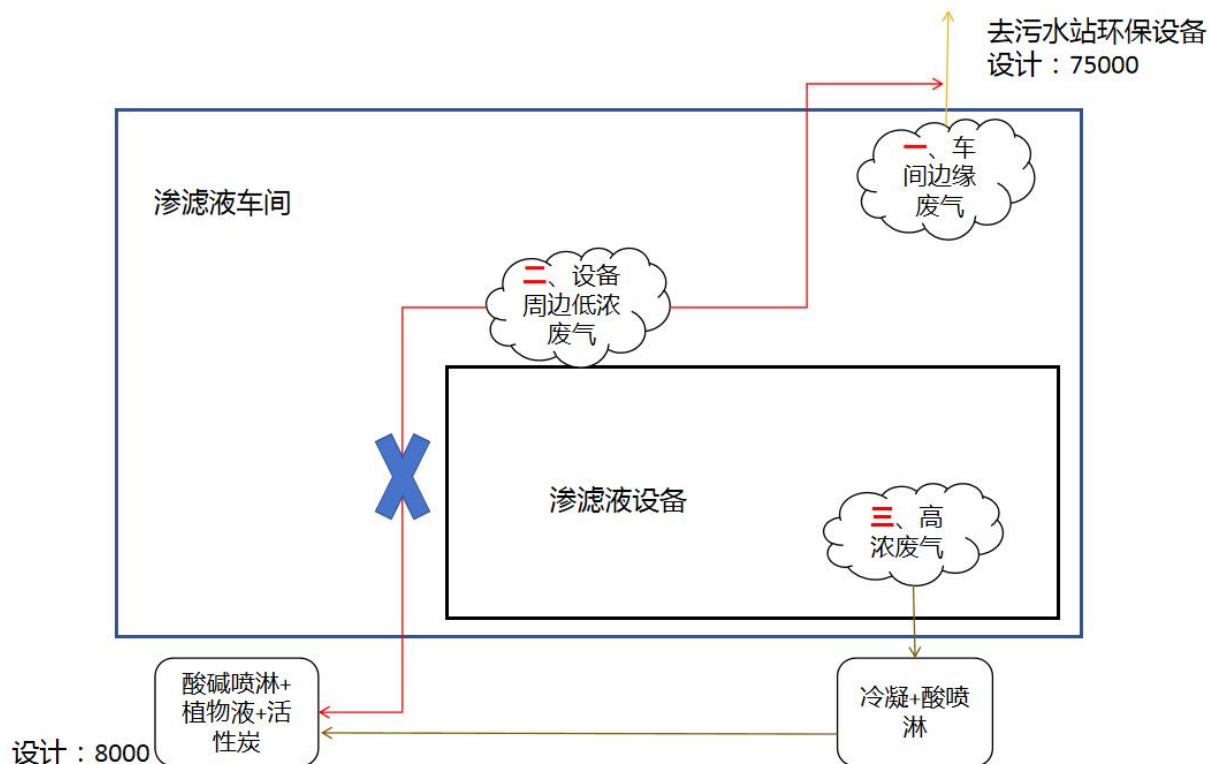 去污水站环保设备
设计：75000
一、车
间边缘
废气
渗滤液车间
二、设备
周边低浓
废气
渗滤液设备
三、高
浓废气
酸碱喷淋+
植物液+活
性炭
冷凝+酸喷
淋
设计：8000